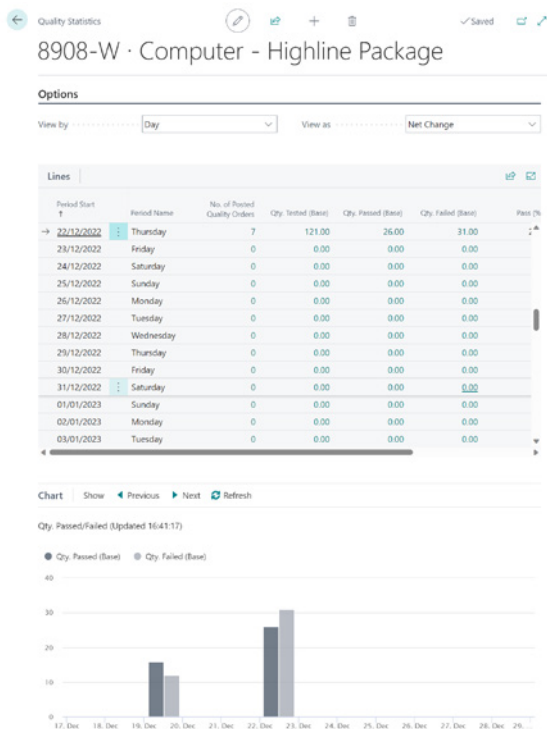 Quality Statistics
Saved
8908-W · Computer - Highline Package
Options
View by Day View as Net Change
Lines
Period Start ↑ Period Name No. of Posted Quality Orders Qty. Tested (Base) Qty. Passed (Base) Qty. Failed (Base) Pass (%
22/12/2022 Thursday 7 121.00 26.00 31.00
23/12/2022 Friday 0 0.00 0.00 0.00
24/12/2022 Saturday 0 0.00 0.00 0.00
25/12/2022 Sunday 0 0.00 0.00 0.00
26/12/2022 Monday 0 0.00 0.00 0.00
27/12/2022 Tuesday 0 0.00 0.00 0.00
28/12/2022 Wednesday 0 0.00 0.00 0.00
29/12/2022 Thursday 0 0.00 0.00 0.00
30/12/2022 Friday 0 0.00 0.00 0.00
31/12/2022 Saturday 0 0.00 0.00 0.00
01/01/2023 Sunday 0 0.00 0.00 0.00
02/01/2023 Monday 0 0.00 0.00 0.00
03/01/2023 Tuesday 0 0.00 0.00 0.00
Chart Show Previous Next Refresh
Qty. Passed/Failed (Updated 16:41:17)
Qty. Passed (Base) Qty. Failed (Base)
40
30
20
10
0
17. Dec 18. Dec 19. Dec 20. Dec 21. Dec 22. Dec 23. Dec 24. Dec 25. Dec 26. Dec 27. Dec 28. Dec 29. ...